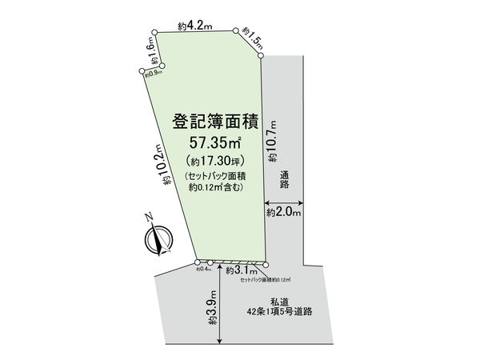 約4.2m
約1.5m
約1.6m
約0.9m
登記簿面積
57.35㎡
(約17.30坪)
(セットバック面積
約0.12㎡含む)
約10.2m
約10.7m
通路
約2.0m
N
約0.4m
約3.1m
セットバック面積約0.12㎡
約3.9m
私道
42条1項5号道路